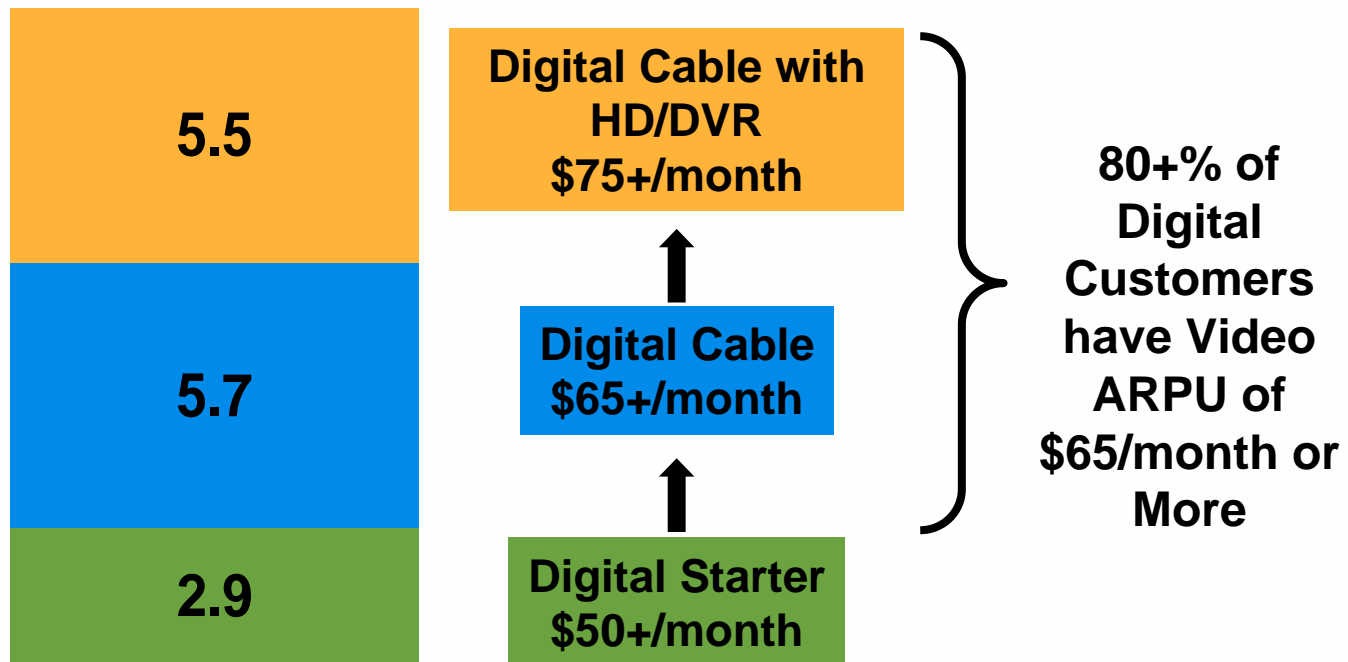 5.5
Digital Cable with
HD/DVR
$75+/month
80+% of
Digital
Customers
have Video
ARPU of
$65/month or
More
5.7
Digital Cable
$65+/month
2.9
Digital Starter
$50+/month